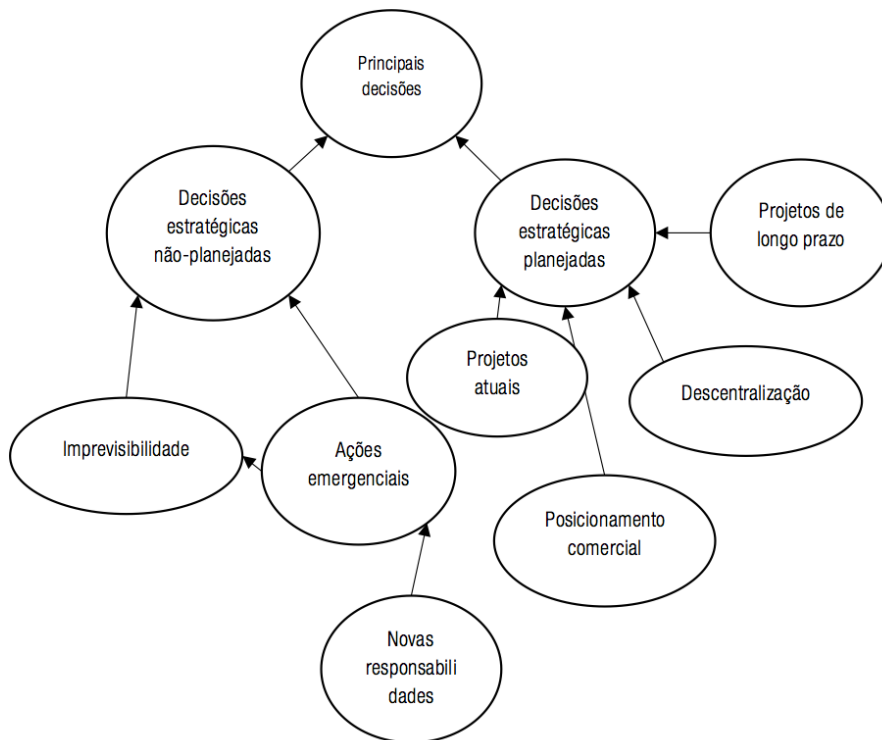 Principais
decisões
Decisões
estratégicas
não-planejadas
Decisões
estratégicas
planejadas
Projetos de
longo prazo
Projetos
atuais
Descentralização
Imprevisibilidade
Ações
emergenciais
Posicionamento
comercial
Novas
responsabili
dades